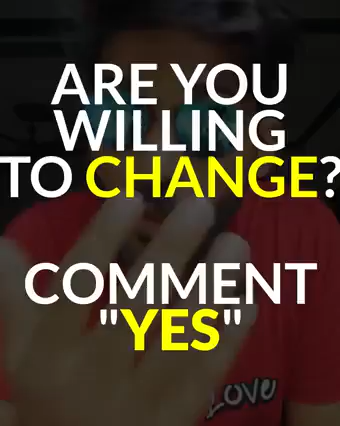 ARE YOU
WILLING
TO CHANGE?
COMMENT
"YES"
LOVE